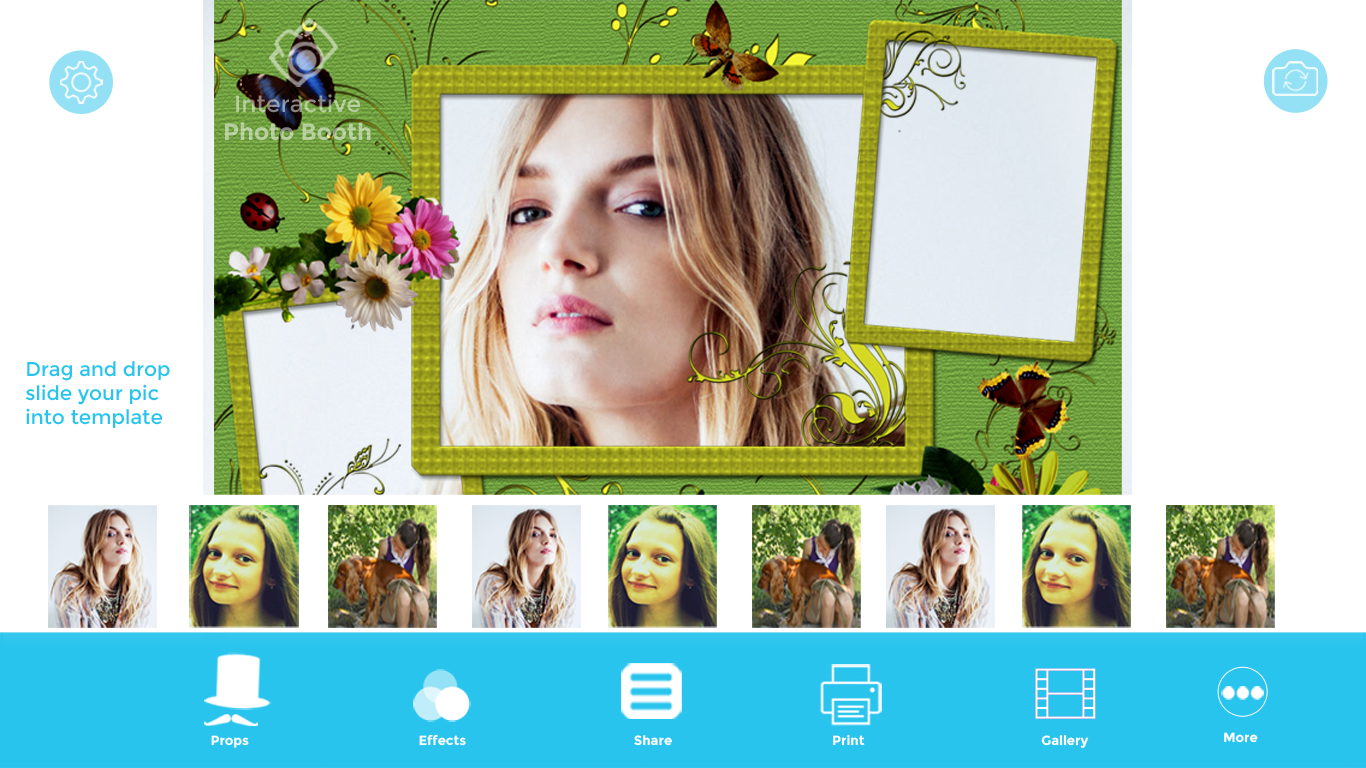 Interactive
Photo Booth
Drag and drop
slide your pic
into template
Props
Effects
Share
Print
Gallery
More